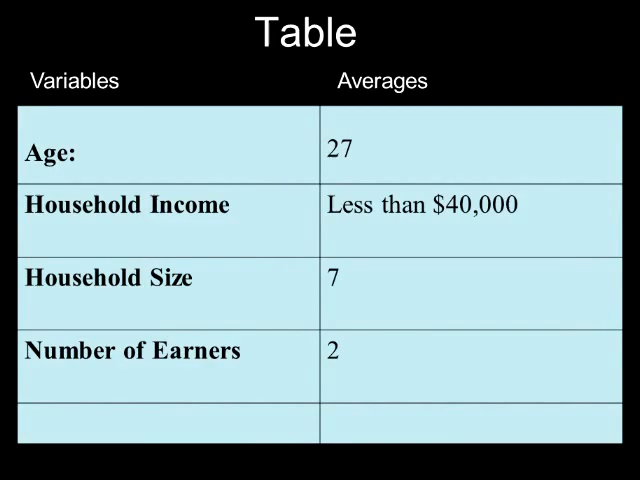 Table
Variables Averages
Age: 27
Household Income Less than $40,000
Household Size 7
Number of Earners 2